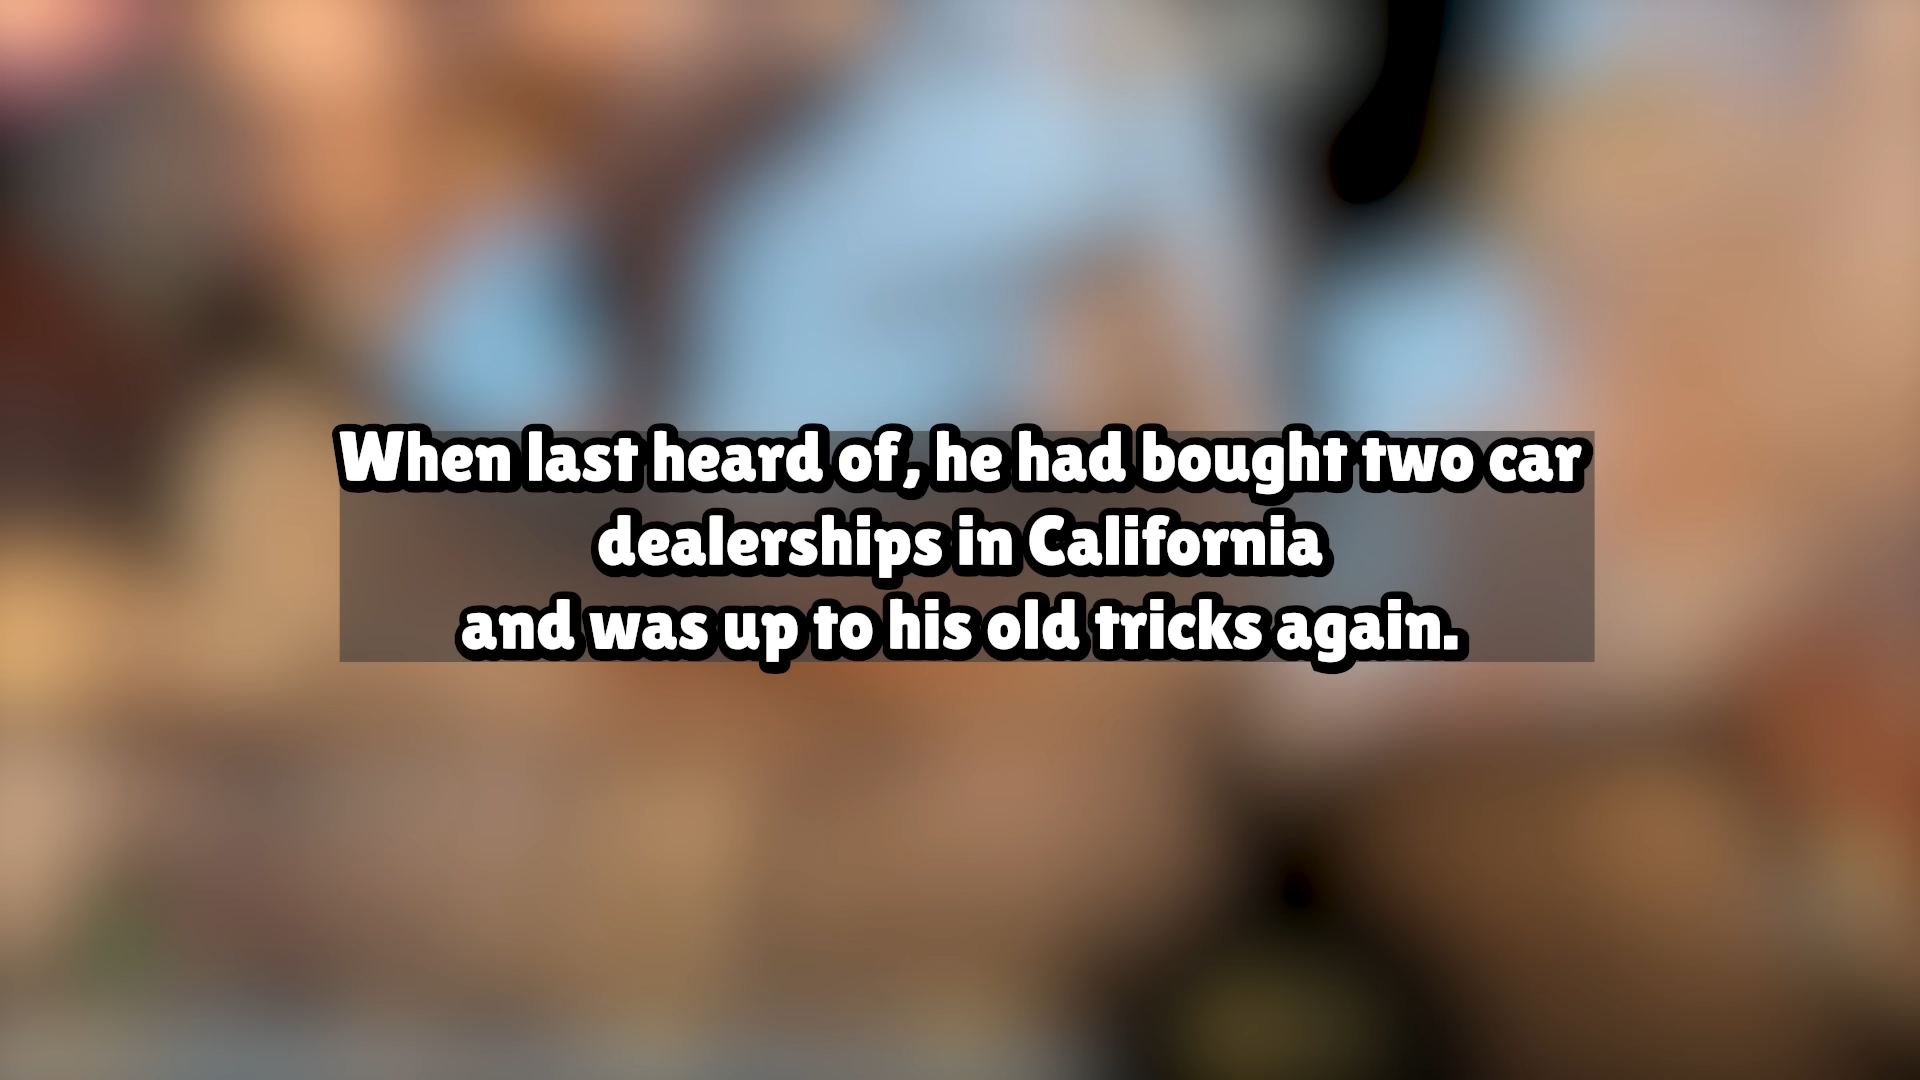 When last heard of, he had bought two car
dealerships in California
and was up to his old tricks again.